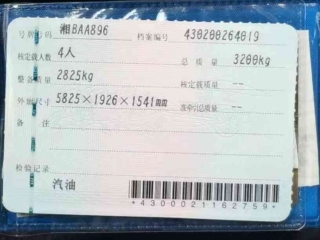 号牌号码 湘BAA896 档案编号 430200264019
核定载人数 4人 总质量 3200kg
整备质量 2825kg 核定载质量 --
外廓尺寸 5825×1926×1541mm 准牵引总质量 --
备注
检验记录
汽油
*4300021162759*